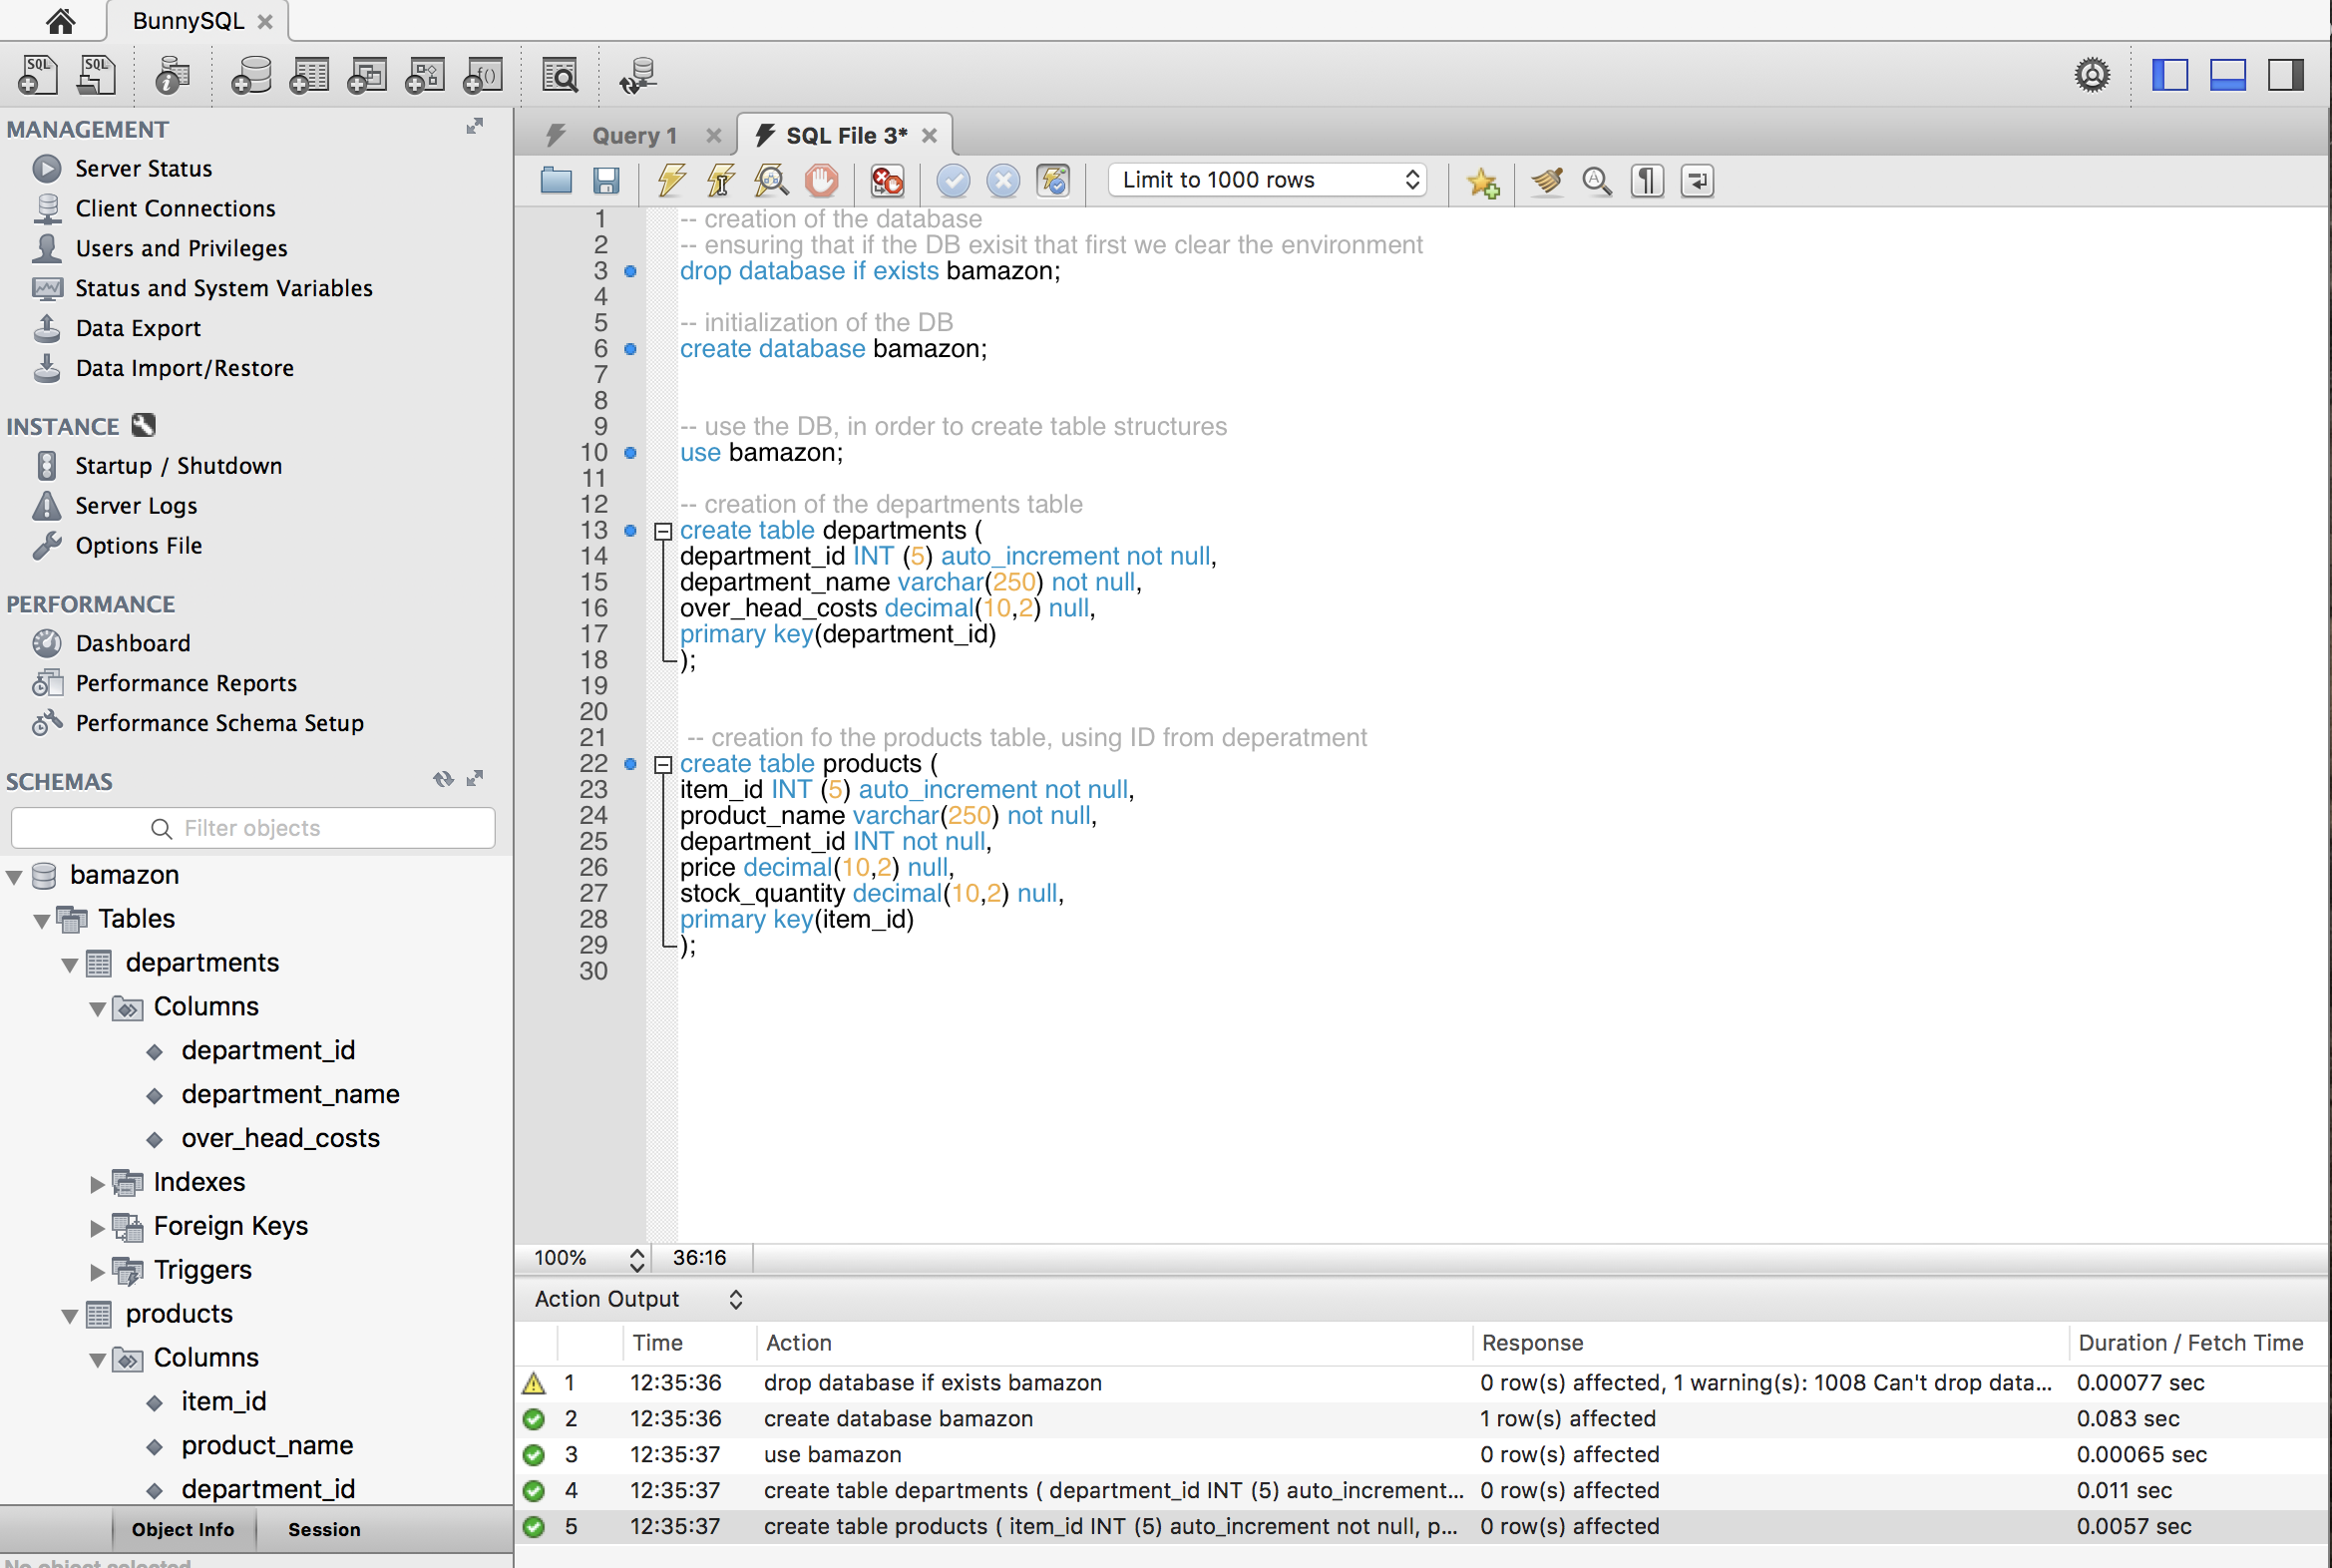 BunnySQL
MANAGEMENT
Server Status
Client Connections
Users and Privileges
Status and System Variables
Data Export
Data Import/Restore
INSTANCE
Startup / Shutdown
Server Logs
Options File
PERFORMANCE
Dashboard
Performance Reports
Performance Schema Setup
SCHEMAS
Filter objects
bamazon
Tables
departments
Columns
department_id
department_name
over_head_costs
Indexes
Foreign Keys
Triggers
products
Columns
item_id
product_name
department_id
Object Info Session
No object selected
Query 1 SQL File 3*
Limit to 1000 rows
1 -- creation of the database
2 -- ensuring that if the DB exisit that first we clear the environment
3 drop database if exists bamazon;
4
5 -- initialization of the DB
6 create database bamazon;
7
8
9 -- use the DB, in order to create table structures
10 use bamazon;
11
12 -- creation of the departments table
13 create table departments (
14 department_id INT (5) auto_increment not null,
15 department_name varchar(250) not null,
16 over_head_costs decimal(10,2) null,
17 primary key(department_id)
18 );
19
20
21 -- creation fo the products table, using ID from deperatment
22 create table products (
23 item_id INT (5) auto_increment not null,
24 product_name varchar(250) not null,
25 department_id INT not null,
26 price decimal(10,2) null,
27 stock_quantity decimal(10,2) null,
28 primary key(item_id)
29 );
30
100% 36:16
Action Output
Time Action Response Duration / Fetch Time
1 12:35:36 drop database if exists bamazon 0 row(s) affected, 1 warning(s): 1008 Can't drop data... 0.00077 sec
2 12:35:36 create database bamazon 1 row(s) affected 0.083 sec
3 12:35:37 use bamazon 0 row(s) affected 0.00065 sec
4 12:35:37 create table departments ( department_id INT (5) auto_increment... 0 row(s) affected 0.011 sec
5 12:35:37 create table products ( item_id INT (5) auto_increment not null, p... 0 row(s) affected 0.0057 sec